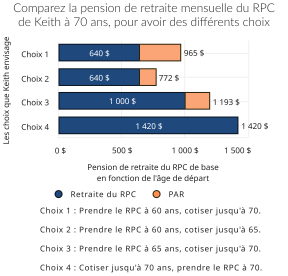 Comparez la pension de retraite mensuelle du RPC
de Keith à 70 ans, pour avoir des différents choix
Les choix que Keith envisage
Choix 1
640 $
965 $
Choix 2
640 $
772 $
Choix 3
1 000 $
1 193 $
Choix 4
1 420 $
1 420 $
0 $
500 $
1 000 $
1 500 $
Pension de retraite du RPC de base
en fonction de l'âge de départ
Retraite du RPC
PAR
Choix 1 : Prendre le RPC à 60 ans, cotiser jusqu'à 70.
Choix 2 : Prendre le RPC à 60 ans, cotiser jusqu'à 65.
Choix 3 : Prendre le RPC à 65 ans, cotiser jusqu'à 70.
Choix 4 : Cotiser jusqu'à 70 ans, prendre le RPC à 70.